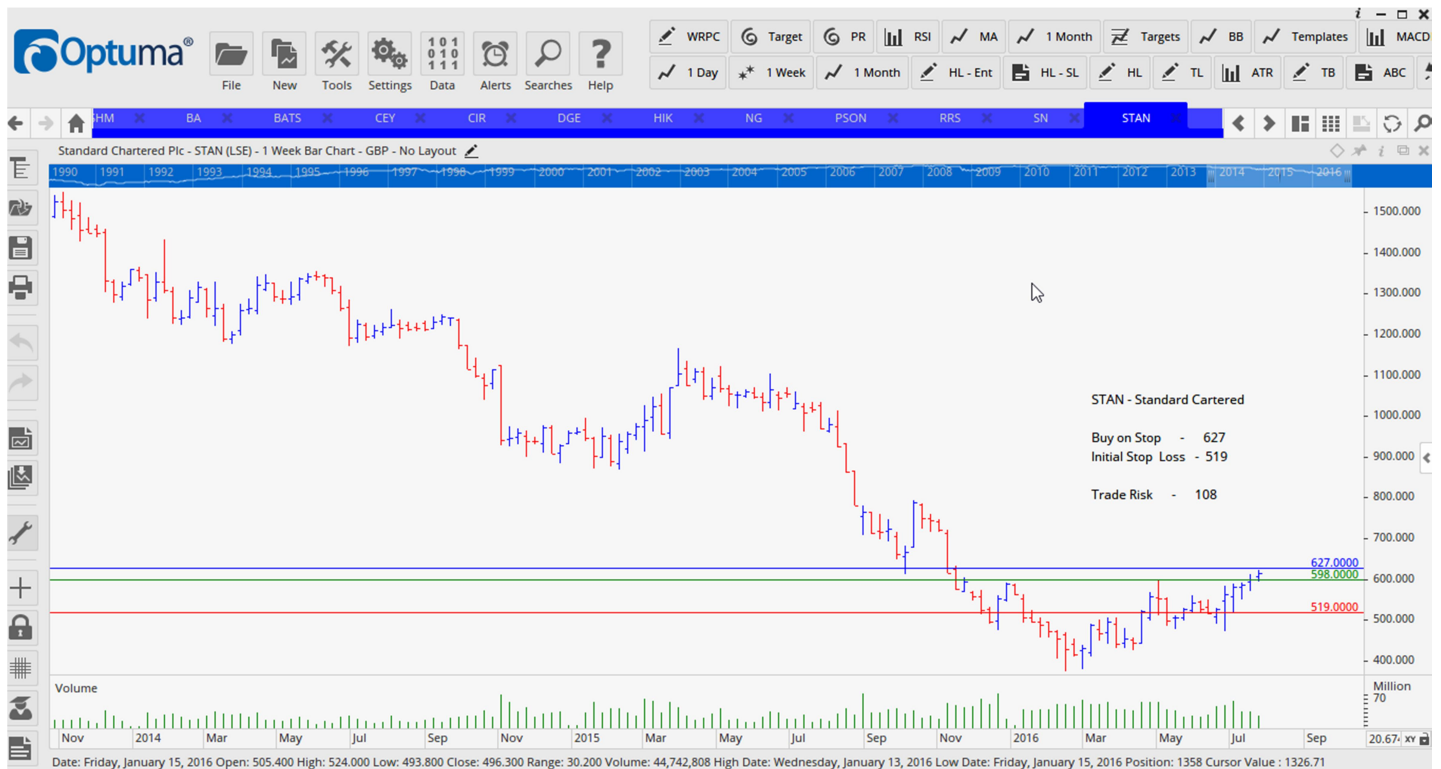 Optuma®
File New Tools Settings Data Alerts Searches Help
WRPC Target PR RSI MA 1 Month Targets BB Templates MACD
1 Day 1 Week 1 Month HL - Ent HL - SL HL TL ATR TB ABC
HM BA BATS CEY CIR DGE HIK NG PSON RRS SN STAN
Standard Chartered Plc - STAN (LSE) - 1 Week Bar Chart - GBP - No Layout
1990 1991 1992 1993 1994 1995 1996 1997 1998 1999 2000 2001 2002 2003 2004 2005 2006 2007 2008 2009 2010 2011 2012 2013 2014 2015 2016
1500.000
1400.000
1300.000
1200.000
1100.000
STAN - Standard Cartered
1000.000
Buy on Stop - 627
Initial Stop Loss - 519
900.000
Trade Risk - 108
800.000
700.000
627.0000
598.0000
600.000
519.0000
500.000
400.000
Volume
Million
70
Nov 2014 Mar May Jul Sep Nov 2015 Mar May Jul Sep Nov 2016 Mar May Jul Sep
20.67 XY
Date: Friday, January 15, 2016 Open: 505.400 High: 524.000 Low: 493.800 Close: 496.300 Range: 30.200 Volume: 44,742,808 High Date: Wednesday, January 13, 2016 Low Date: Friday, January 15, 2016 Position: 1358 Cursor Value : 1326.71